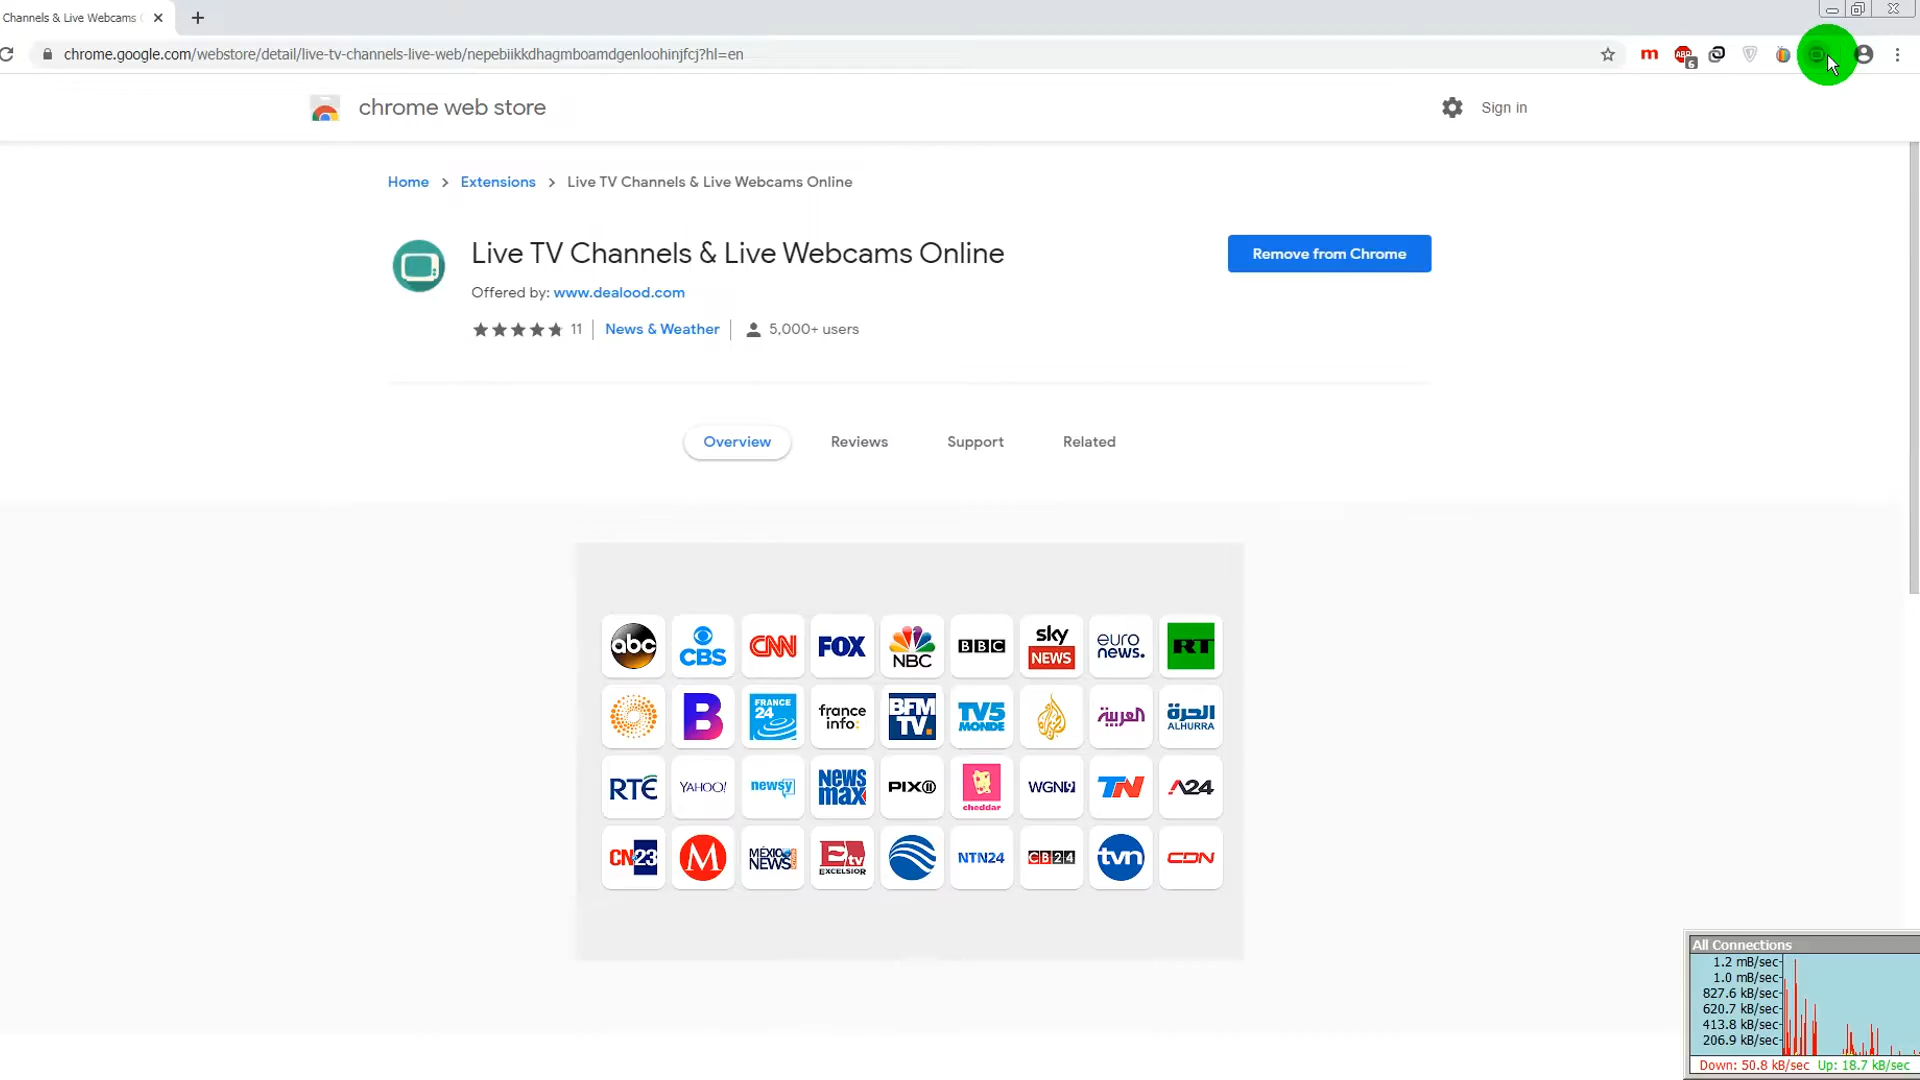 Channels & Live Webcams
chrome.google.com/webstore/detail/live-tv-channels-live-web/nepebiikkdhagmboamdgenloohinjfcj?hl=en
m
ABP
6
chrome web store
Sign in
Home
Extensions
Live TV Channels & Live Webcams Online
Live TV Channels & Live Webcams Online
Remove from Chrome
Offered by: www.dealood.com
11
News & Weather
5,000+ users
Overview
Reviews
Support
Related
abc
CBS
CNN
FOX
NBC
BBC
sky NEWS
euro news.
RT
B
FRANCE 24
france info:
BFM TV.
TV5 MONDE
العربية
الحرة ALHURRA
RTÉ
YAHOO!
newsy
NEWS max
PIX11
cheddar
WGN9
TN
A24
CN23
M
MÉXICO NEWS
Etv EXCELSIOR
NTN24
CB24
tvn
CDN
All Connections
1.2 mB/sec
1.0 mB/sec
827.6 kB/sec
620.7 kB/sec
413.8 kB/sec
206.9 kB/sec
Down: 50.8 kB/sec Up: 18.7 kB/sec